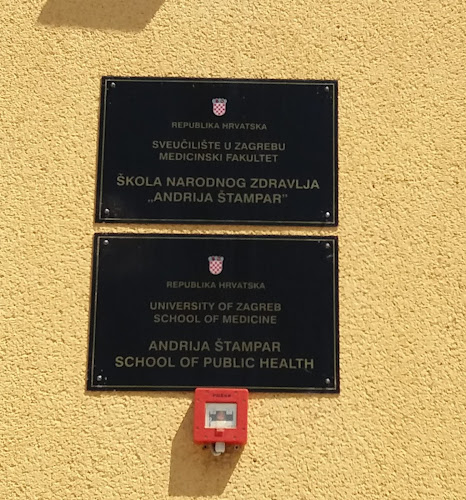 REPUBLIKA HRVATSKA
SVEUČILIŠTE U ZAGREBU
MEDICINSKI FAKULTET
ŠKOLA NARODNOG ZDRAVLJA
„ANDRIJA ŠTAMPAR"
REPUBLIKA HRVATSKA
UNIVERSITY OF ZAGREB
SCHOOL OF MEDICINE
ANDRIJA ŠTAMPAR
SCHOOL OF PUBLIC HEALTH